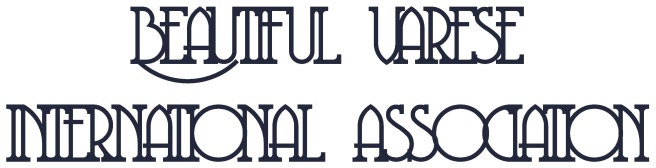 BEAUTIFUL VARESE
INTERNATIONAL ASSOCIATION